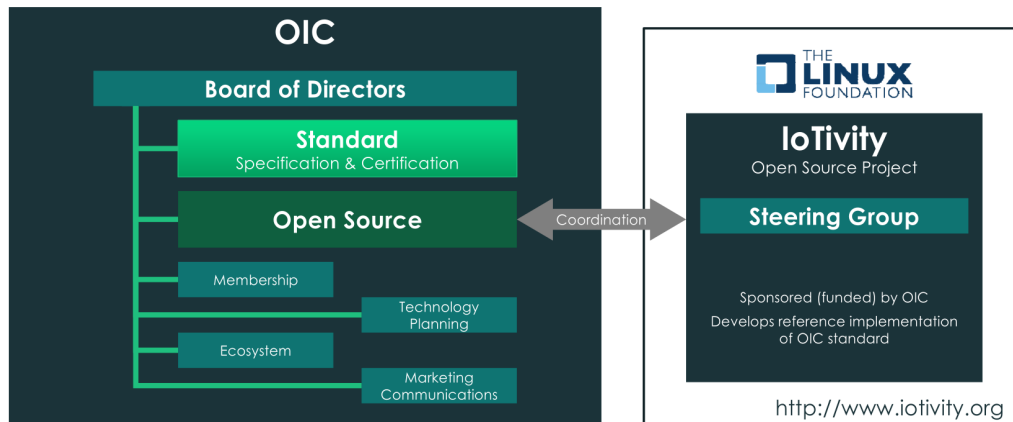 OIC
Board of Directors
Standard
Specification & Certification
Open Source
Membership
Technology
Planning
Ecosystem
Marketing
Communications
Coordination
THE
LINUX
FOUNDATION
IoTivity
Open Source Project
Steering Group
Sponsored (funded) by OIC
Develops reference implementation
of OIC standard
http://www.iotivity.org